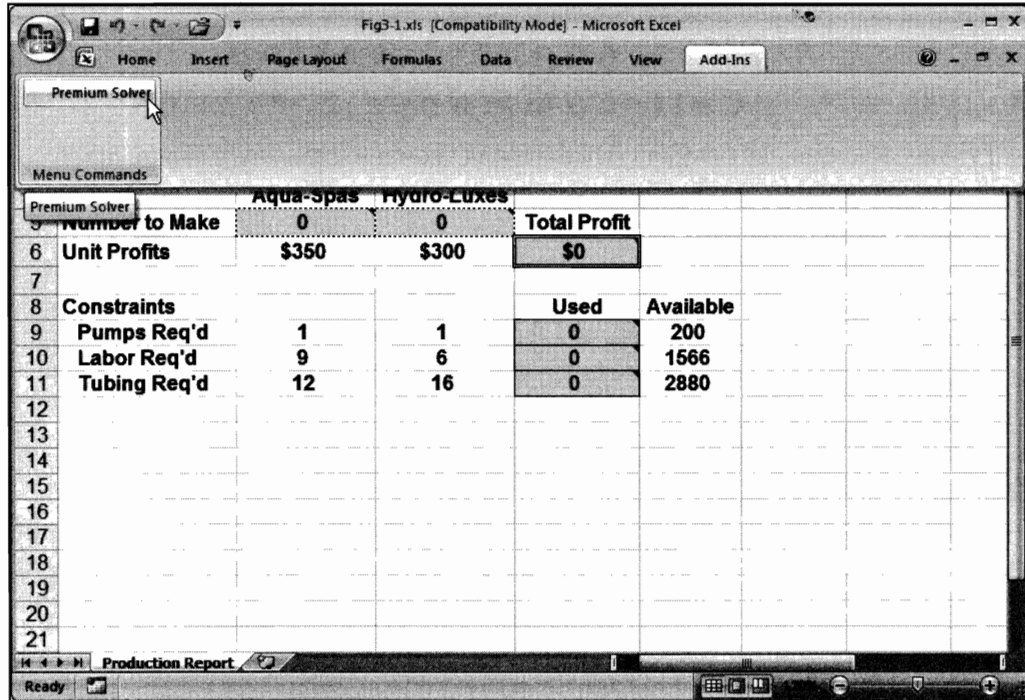 Fig3-1.xls [Compatibility Mode] - Microsoft Excel
Home Insert Page Layout Formulas Data Review View Add-Ins
Premium Solver
Menu Commands
Premium Solver
Aqua-Spas Hydro-Luxes
5 Number to Make 0 0 Total Profit
6 Unit Profits $350 $300 $0
7
8 Constraints Used Available
9 Pumps Req'd 1 1 0 200
10 Labor Req'd 9 6 0 1566
11 Tubing Req'd 12 16 0 2880
12
13
14
15
16
17
18
19
20
21
Production Report
Ready